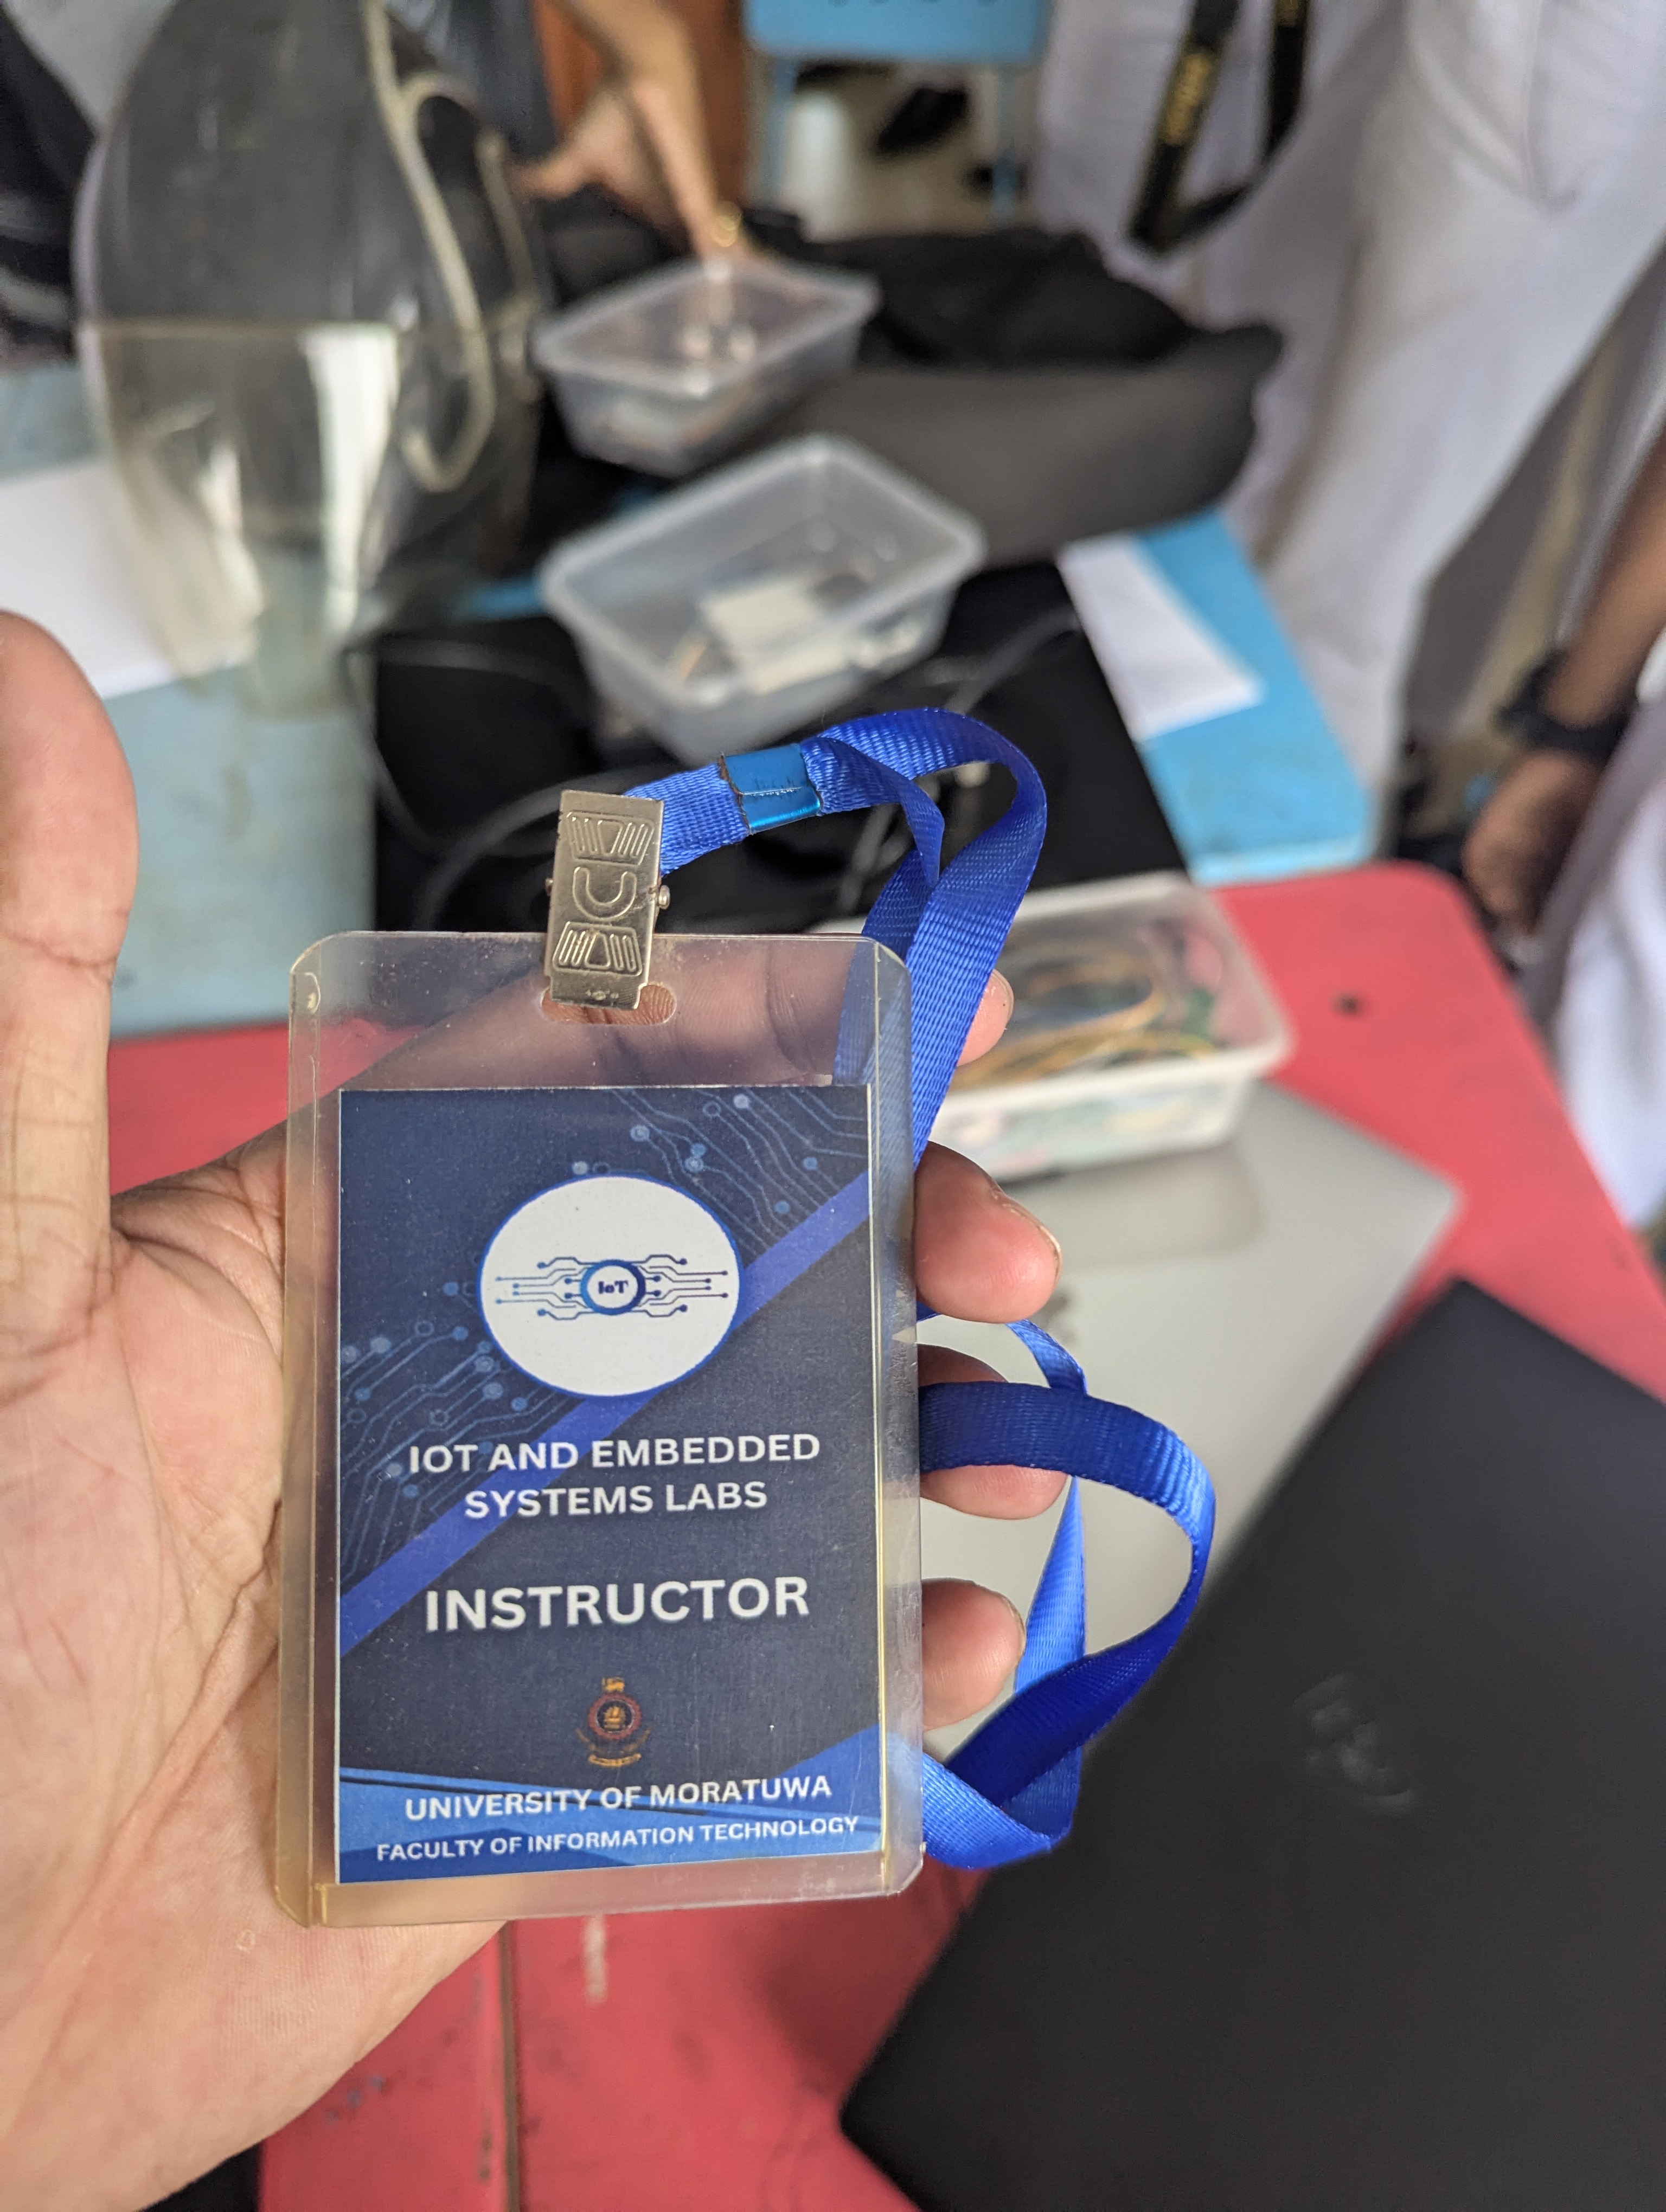 IoT
IOT AND EMBEDDED
SYSTEMS LABS
INSTRUCTOR
UNIVERSITY OF MORATUWA
FACULTY OF INFORMATION TECHNOLOGY